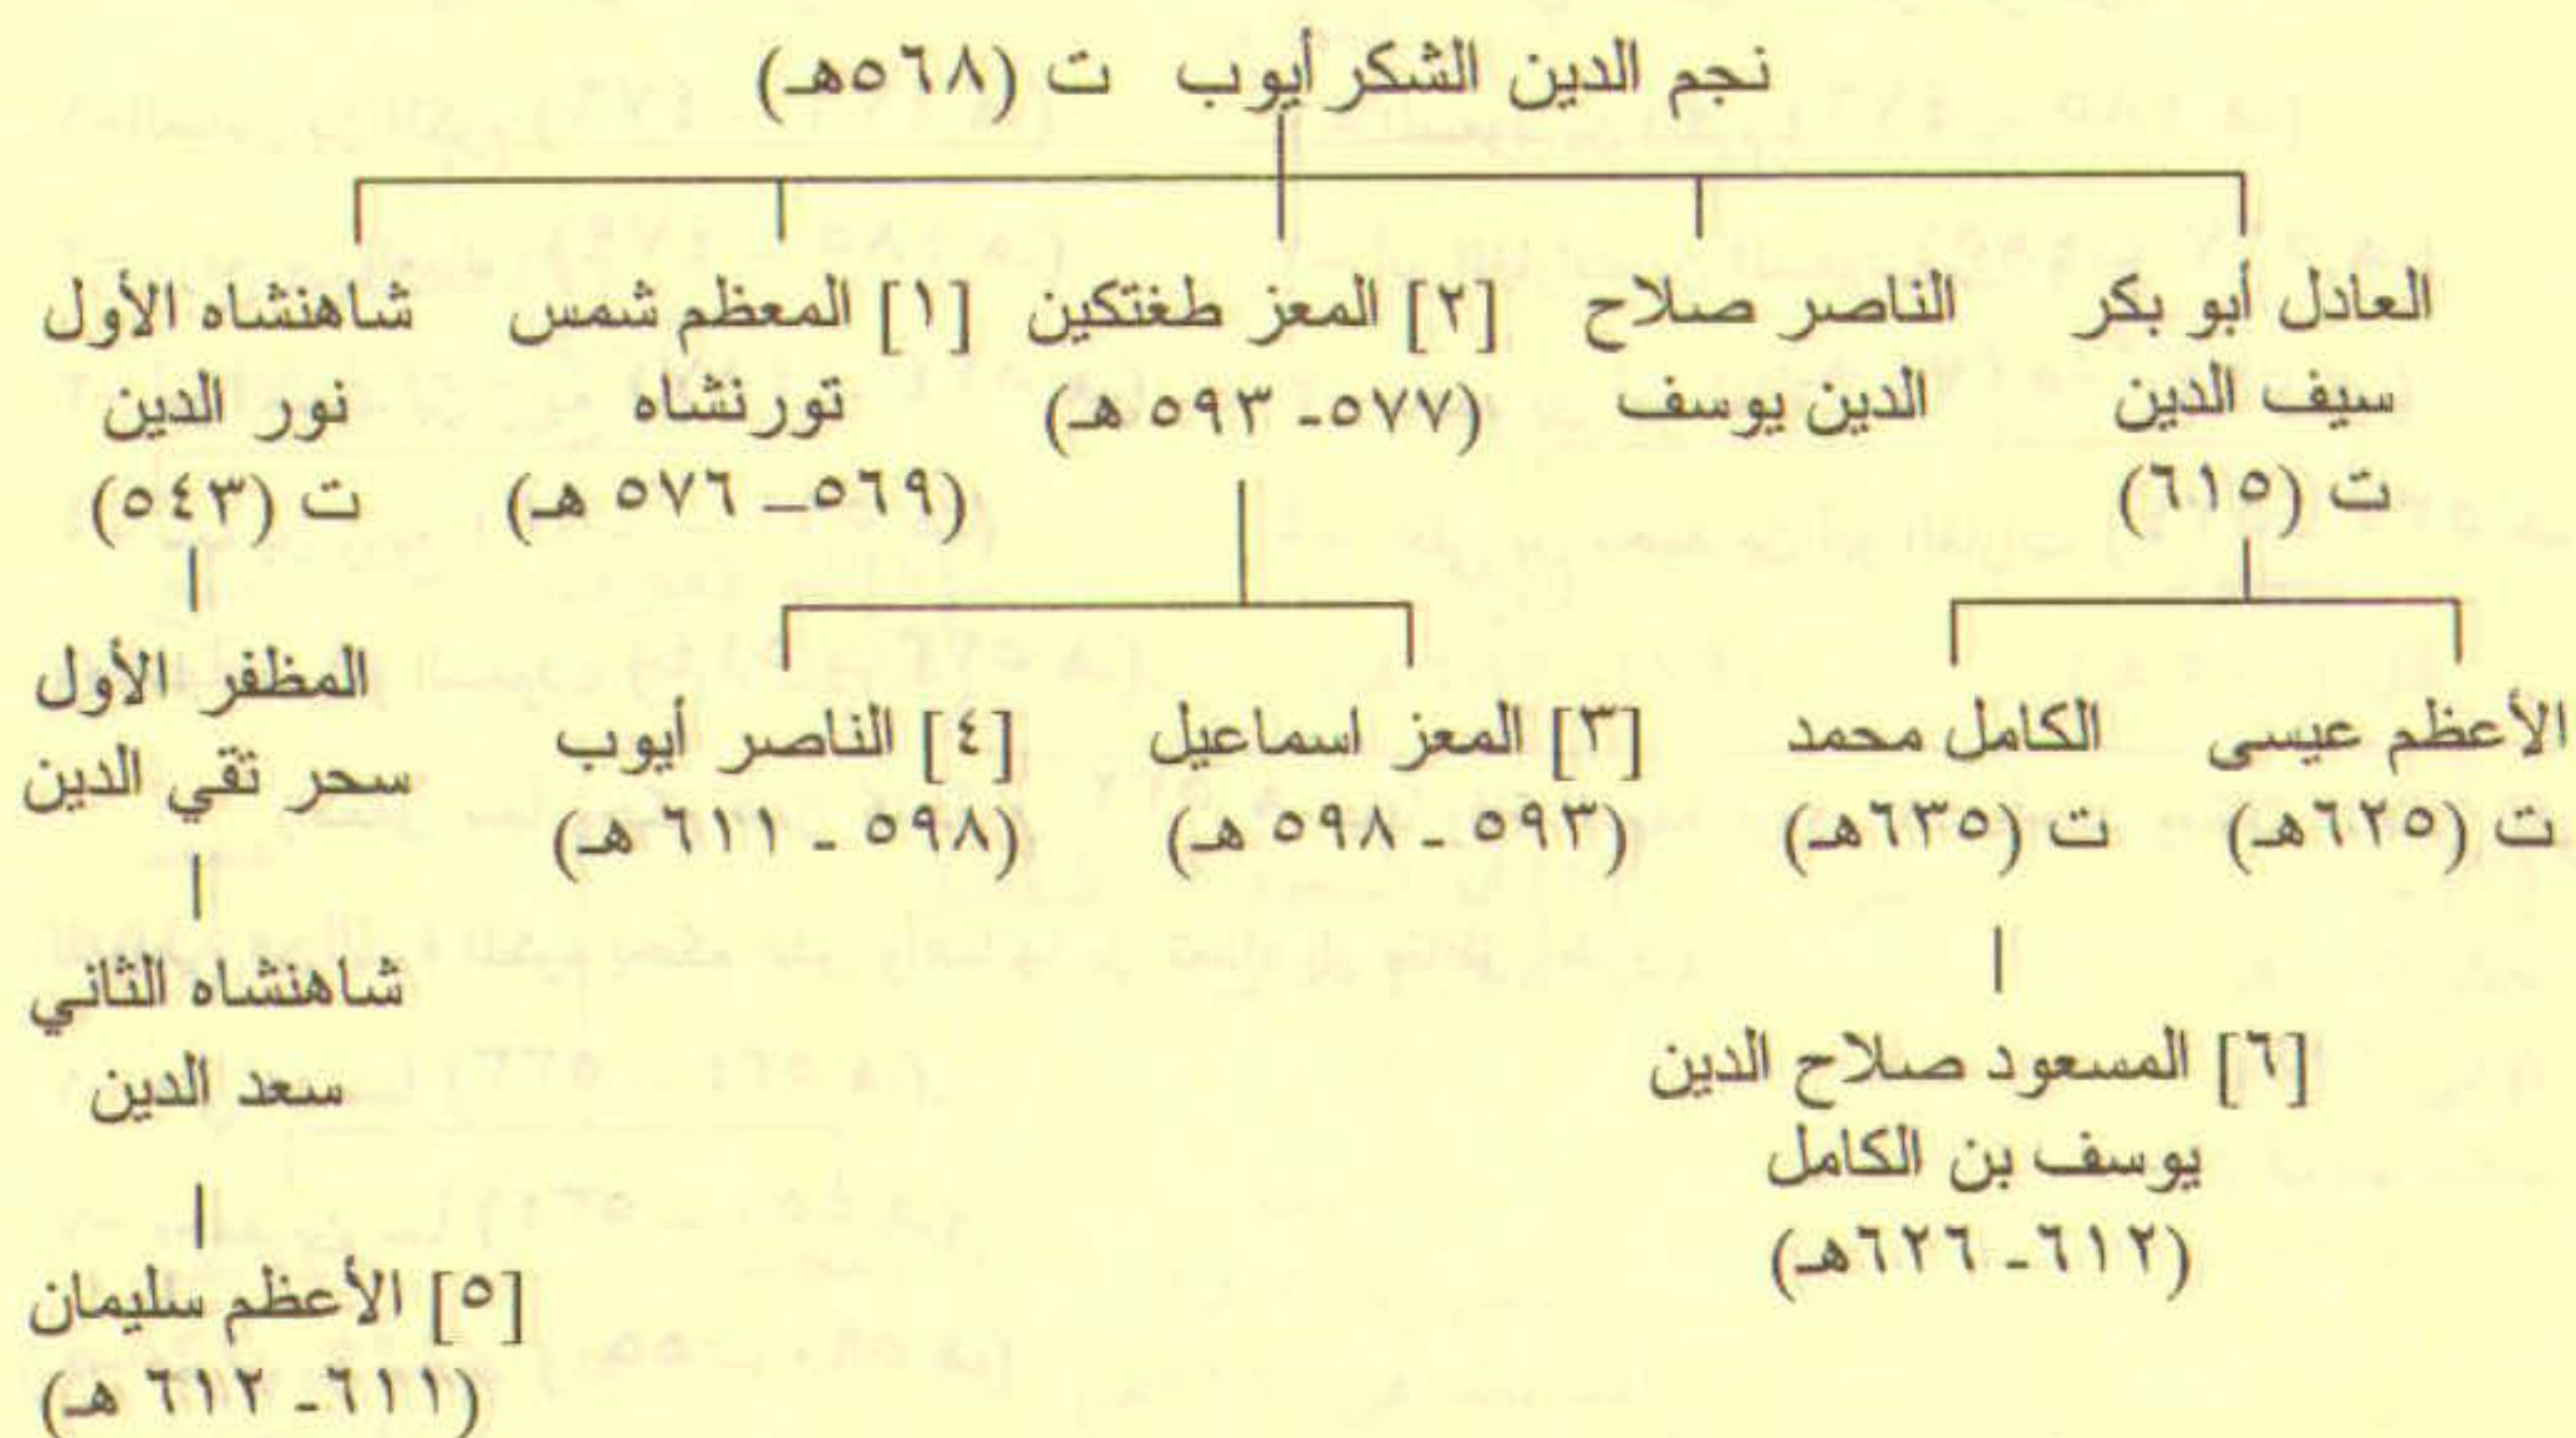 نجم الدين الشكر أيوب ت (٥٦٨هـ)
العادل أبو بكر
سيف الدين
ت (٦١٥)
الناصر صلاح
الدين يوسف
[٢] المعز طغتكين
(٥٧٧- ٥٩٣ هـ)
[١] المعظم شمس
تورنشاه
(٥٦٩– ٥٧٦ هـ)
شاهنشاه الأول
نور الدين
ت (٥٤٣)
الأعظم عيسى
ت (٦٢٥هـ)
الكامل محمد
ت (٦٣٥هـ)
[٣] المعز اسماعيل
(٥٩٣ - ٥٩٨ هـ)
[٤] الناصر أيوب
(٥٩٨ - ٦١١ هـ)
المظفر الأول
سحر تقي الدين
[٦] المسعود صلاح الدين
يوسف بن الكامل
(٦١٢- ٦٢٦هـ)
شاهنشاه الثاني
سعد الدين
[٥] الأعظم سليمان
(٦١١- ٦١٢ هـ)